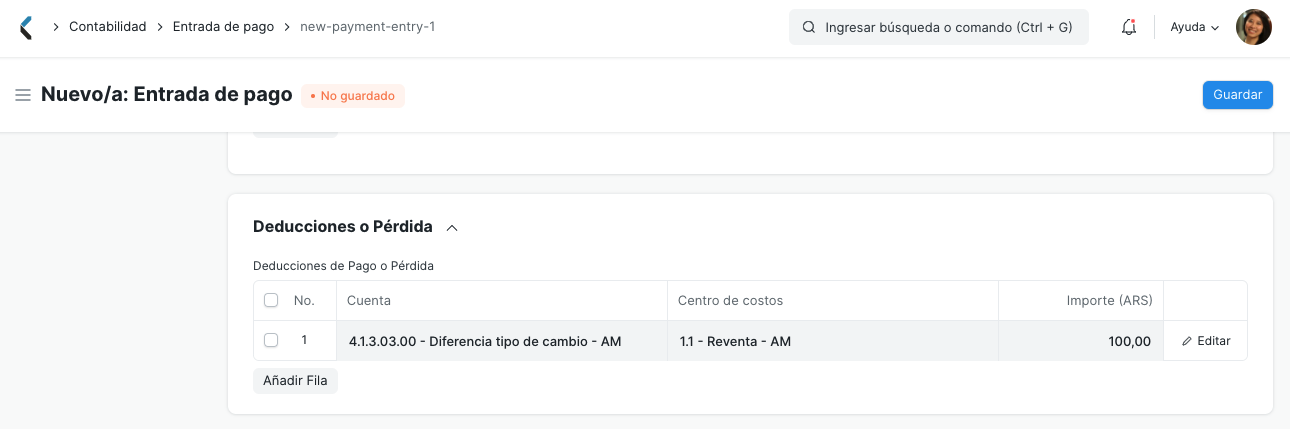 Contabilidad Entrada de pago new-payment-entry-1 Ingresar búsqueda o comando (Ctrl + G) Ayuda
Nuevo/a: Entrada de pago No guardado Guardar
Deducciones o Pérdida
Deducciones de Pago o Pérdida
No. Cuenta Centro de costos Importe (ARS)
1 4.1.3.03.00 - Diferencia tipo de cambio - AM 1.1 - Reventa - AM 100,00 Editar
Añadir Fila